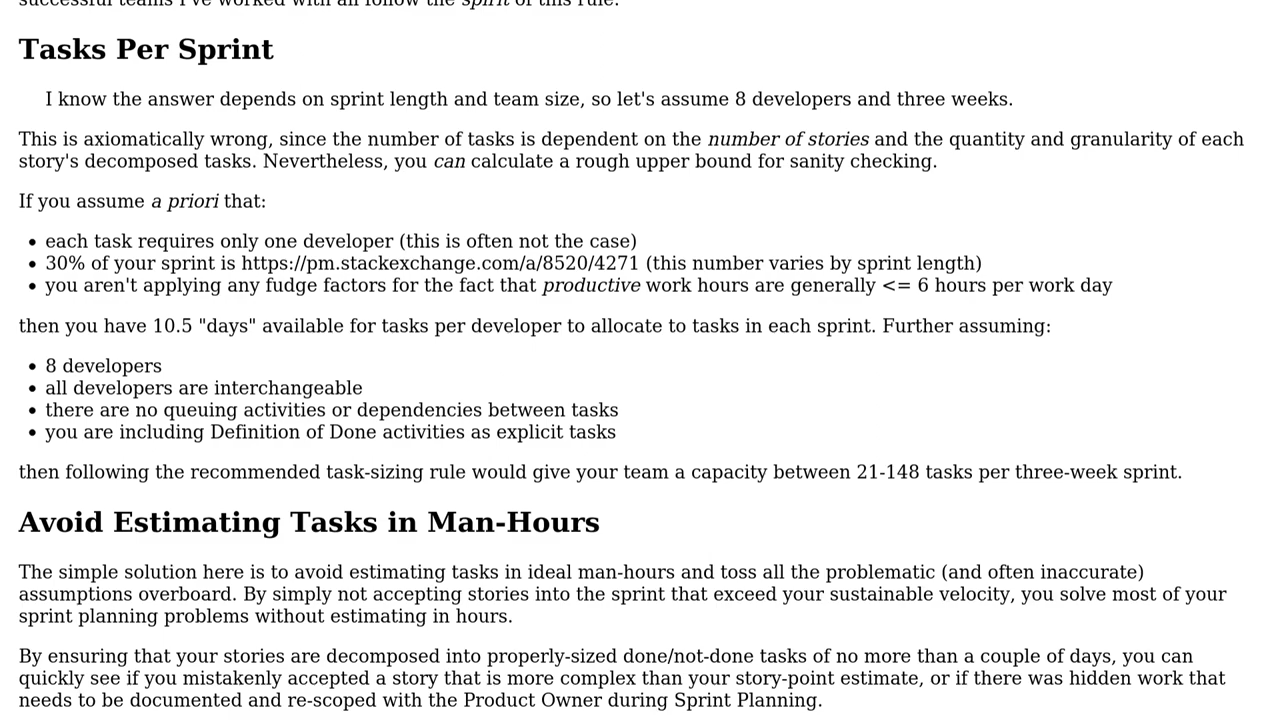 successful teams I've worked with all follow the spirit of this rule.
Tasks Per Sprint
I know the answer depends on sprint length and team size, so let's assume 8 developers and three weeks.
This is axiomatically wrong, since the number of tasks is dependent on the number of stories and the quantity and granularity of each
story's decomposed tasks. Nevertheless, you can calculate a rough upper bound for sanity checking.
If you assume a priori that:
• each task requires only one developer (this is often not the case)
• 30% of your sprint is https://pm.stackexchange.com/a/8520/4271 (this number varies by sprint length)
• you aren't applying any fudge factors for the fact that productive work hours are generally <= 6 hours per work day
then you have 10.5 "days" available for tasks per developer to allocate to tasks in each sprint. Further assuming:
• 8 developers
• all developers are interchangeable
• there are no queuing activities or dependencies between tasks
• you are including Definition of Done activities as explicit tasks
then following the recommended task-sizing rule would give your team a capacity between 21-148 tasks per three-week sprint.
Avoid Estimating Tasks in Man-Hours
The simple solution here is to avoid estimating tasks in ideal man-hours and toss all the problematic (and often inaccurate)
assumptions overboard. By simply not accepting stories into the sprint that exceed your sustainable velocity, you solve most of your
sprint planning problems without estimating in hours.
By ensuring that your stories are decomposed into properly-sized done/not-done tasks of no more than a couple of days, you can
quickly see if you mistakenly accepted a story that is more complex than your story-point estimate, or if there was hidden work that
needs to be documented and re-scoped with the Product Owner during Sprint Planning.